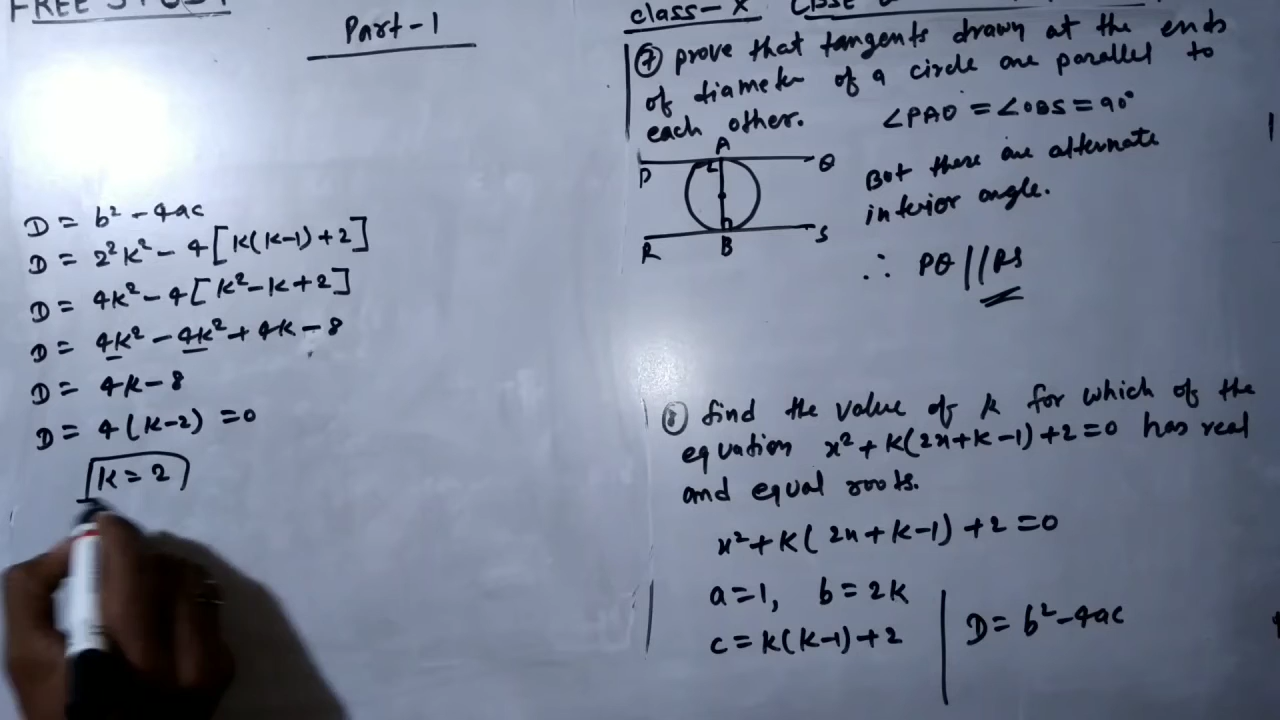 FREE STUDY
Part-1
D = b² - 4ac
D = 2²k² - 4[k(k-1)+2]
D = 4k² - 4[k² - k + 2]
D = 4k² - 4k² + 4k - 8
D = 4k - 8
D = 4(k-2) = 0
k = 2
class-X CBSE
⑦ prove that tangents drawn at the ends
of diameter of a circle are parallel to
each other.
∠PAO = ∠OBS = 90°
But these are alternate
interior angle.
∴ PQ || RS
A
P
Q
R
B
S
⑧ find the value of k for which of the
equation x² + k(2x+k-1)+2=0 has real
and equal roots.
x² + k(2x+k-1)+2=0
a=1, b=2k
c = k(k-1)+2
D = b² - 4ac